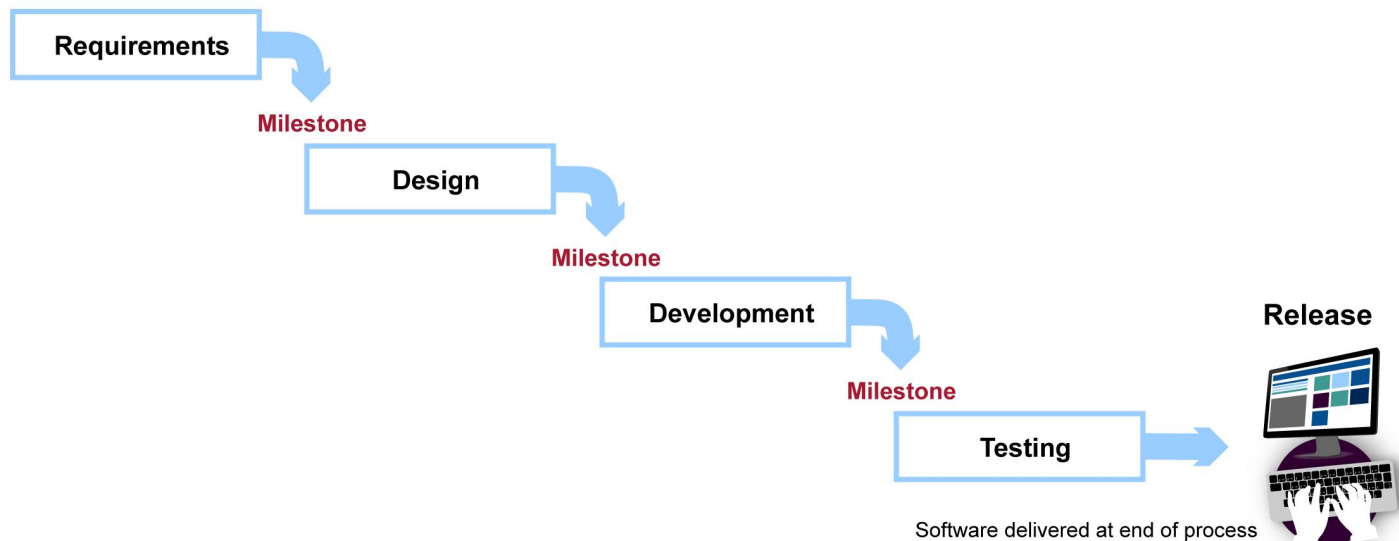 Requirements
Milestone
Design
Milestone
Development
Release
Milestone
Testing
Software delivered at end of process